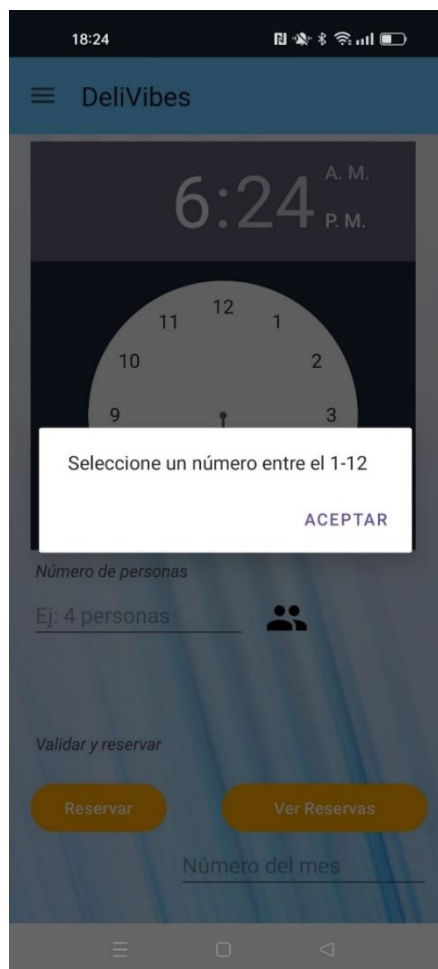 18:24
DeliVibes
6:24
A. M.
P. M.
12
11
1
10
2
9
3
Seleccione un número entre el 1-12
ACEPTAR
Número de personas
Ej: 4 personas
Validar y reservar
Reservar
Ver Reservas
Número del mes